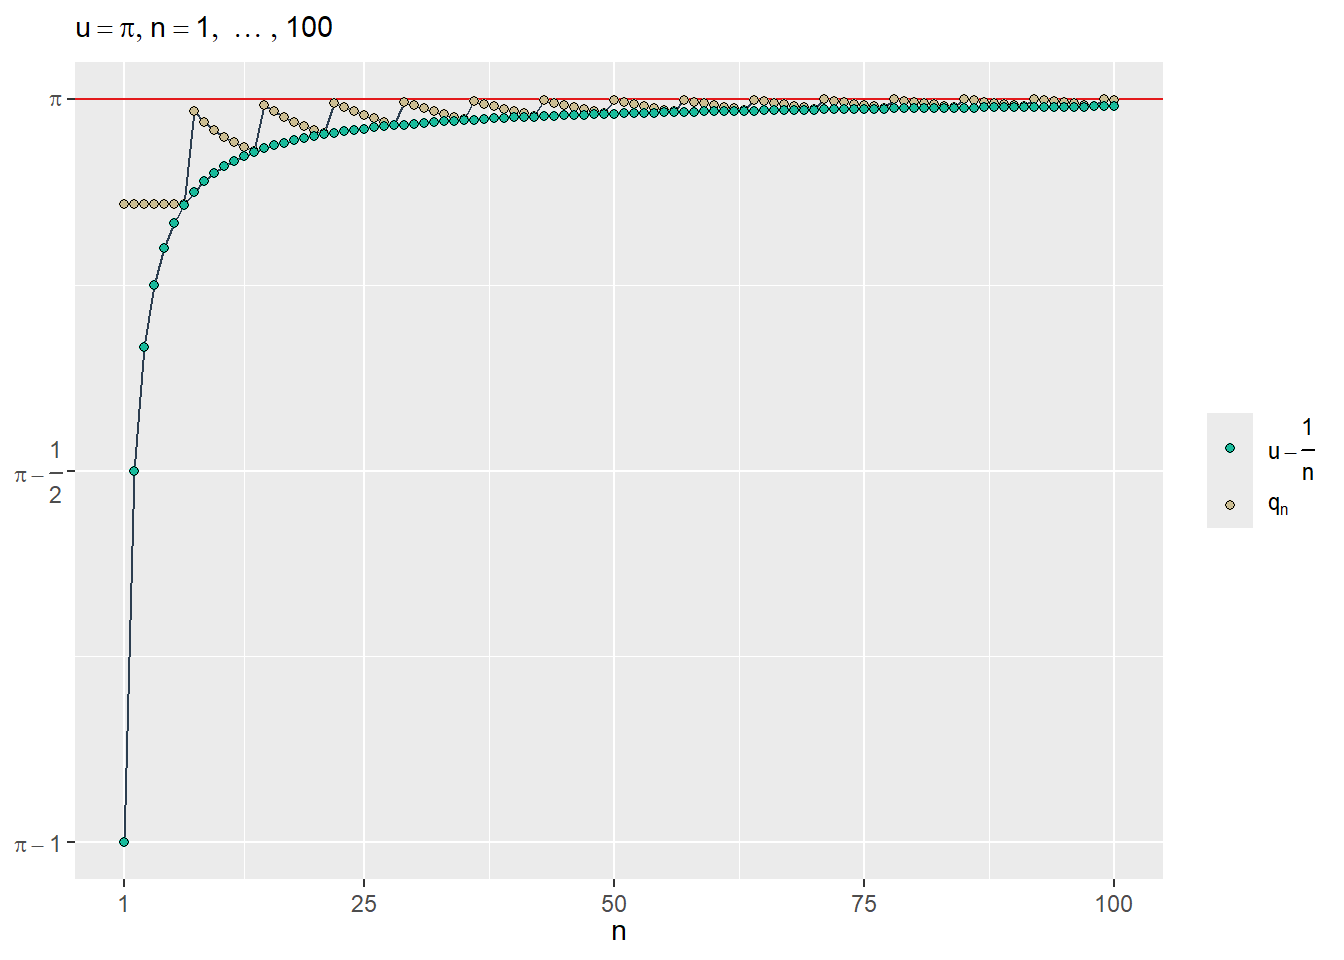 u = π, n = 1, … , 100
π
π − 1/2
π − 1
1 25 50 75 100
n
u − 1/n
qₙ